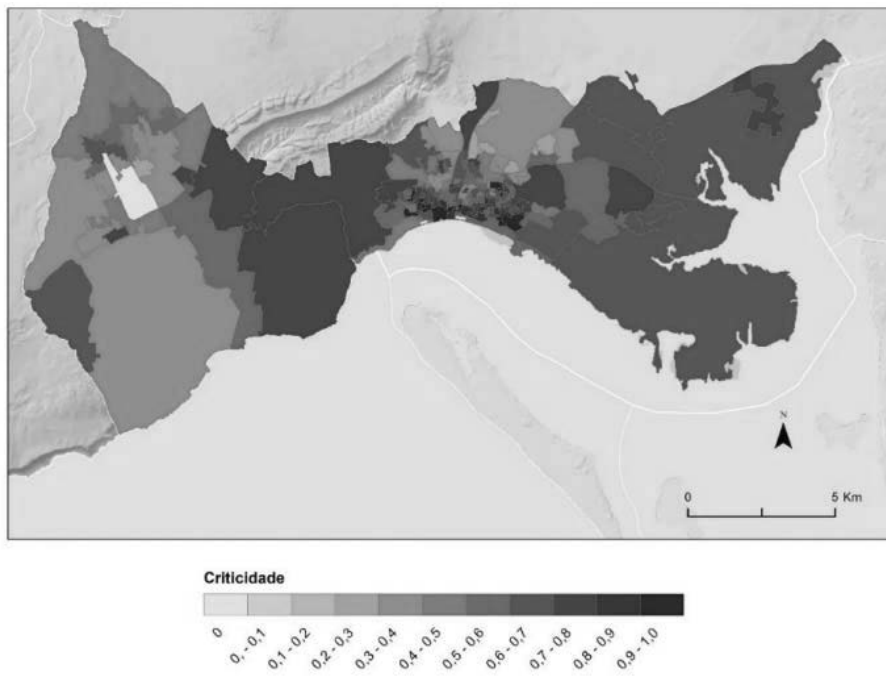 N
0 5 Km
Criticidade
0
0, - 0,1
0,1 - 0,2
0,2 - 0,3
0,3 - 0,4
0,4 - 0,5
0,5 - 0,6
0,6 - 0,7
0,7 - 0,8
0,8 - 0,9
0,9 - 1,0